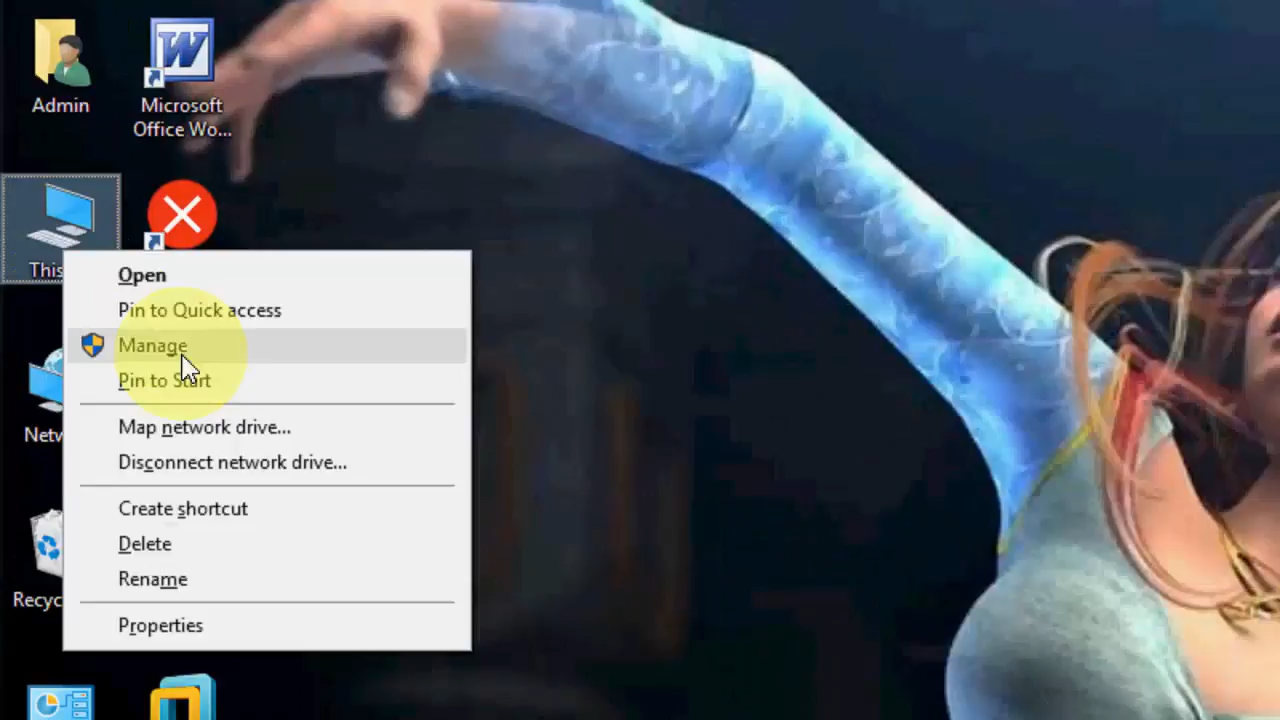 Admin
Microsoft
Office Wo...
This
Open
Pin to Quick access
Manage
Pin to Start
Map network drive...
Disconnect network drive...
Netw
Create shortcut
Delete
Rename
Recyc
Properties